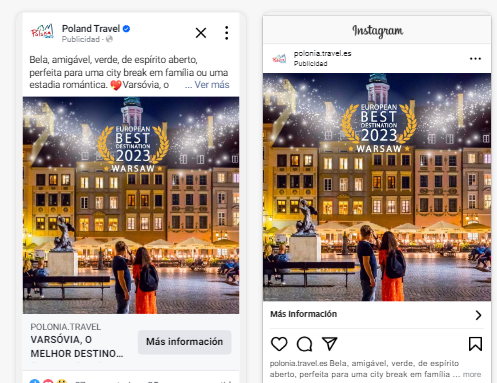 Poland Travel
Publicidad ·
Bela, amigável, verde, de espírito aberto,
perfeita para uma city break em família ou uma
estadia romántica. Varsóvia, o ... Ver más
EUROPEAN
BEST
DESTINATION
2023
WARSAW
POLONIA.TRAVEL
VARSÓVIA, O
MELHOR DESTINO...
Más información
Instagram
polonia.travel.es
Publicidad
EUROPEAN
BEST
DESTINATION
2023
WARSAW
Más información
polonia.travel.es Bela, amigável, verde, de espírito
aberto, perfeita para uma city break em família ... more